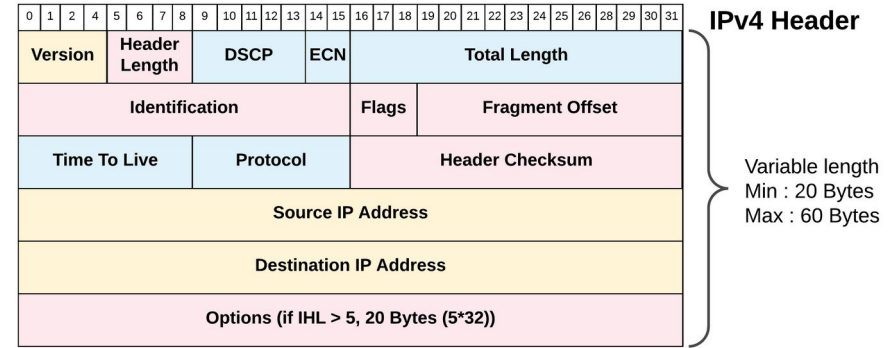 0 1 2 4 5 6 7 8 9 10 11 12 13 14 15 16 17 18 19 20 21 22 23 24 25 26 27 28 29 30 31
IPv4 Header
Version Header Length DSCP ECN Total Length
Identification Flags Fragment Offset
Time To Live Protocol Header Checksum
Source IP Address
Destination IP Address
Options (if IHL > 5, 20 Bytes (5*32))
Variable length
Min : 20 Bytes
Max : 60 Bytes